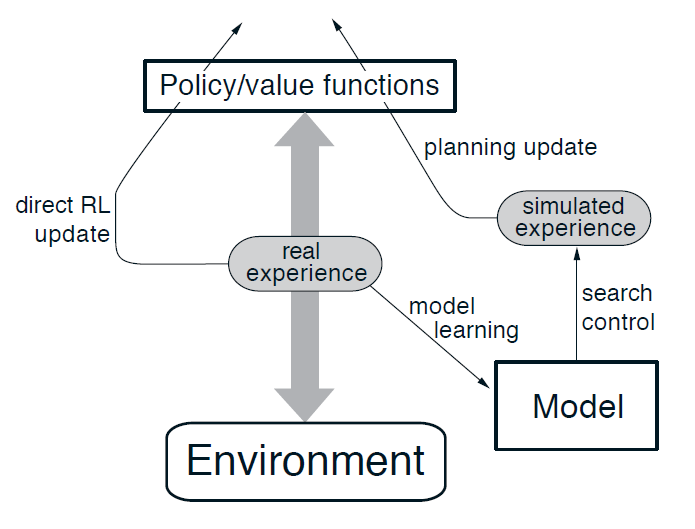 Policy/value functions
planning update
direct RL
update
simulated
experience
real
experience
model
learning
search
control
Model
Environment